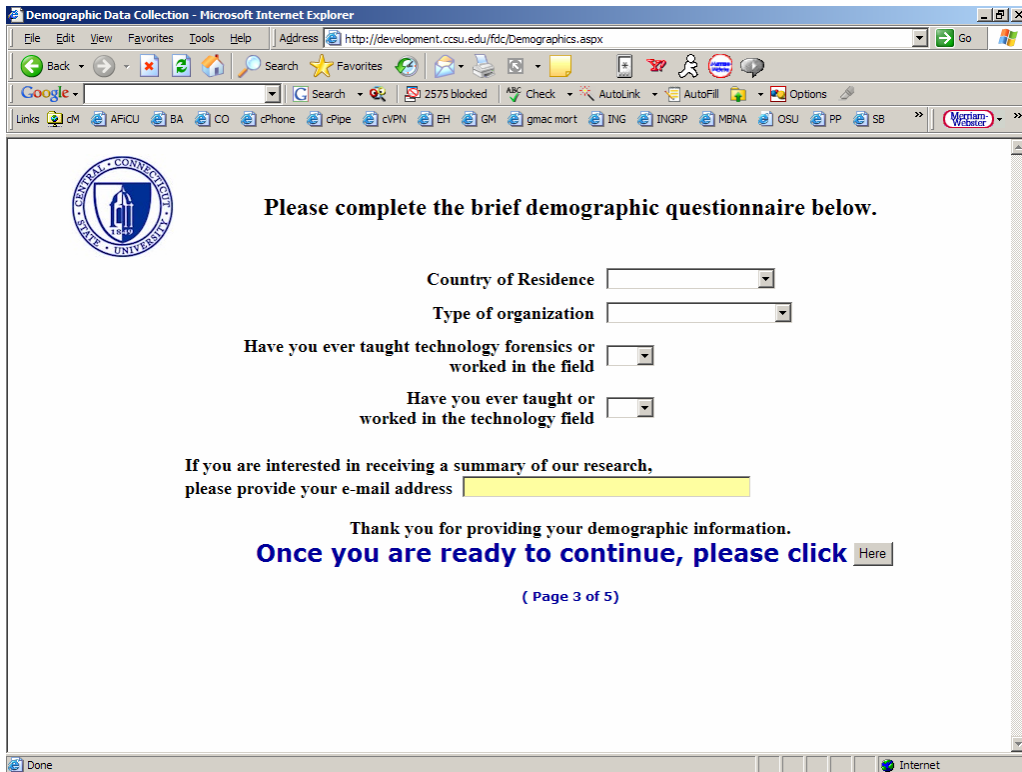 Demographic Data Collection - Microsoft Internet Explorer
File Edit View Favorites Tools Help Address http://development.ccsu.edu/fdc/Demographics.aspx Go
Back Search Favorites
Google Search 2575 blocked ABC Check AutoLink AutoFill Options
Links cM AFiCU BA CO cPhone cPipe cVPN EH GM gmac mort ING INGRP MBNA OSU PP SB » Merriam-Webster »
CENTRAL · CONNECTICUT · STATE · UNIVERSITY
1849
Please complete the brief demographic questionnaire below.
Country of Residence
Type of organization
Have you ever taught technology forensics or
worked in the field
Have you ever taught or
worked in the technology field
If you are interested in receiving a summary of our research,
please provide your e-mail address
Thank you for providing your demographic information.
Once you are ready to continue, please click Here
( Page 3 of 5)
Done Internet